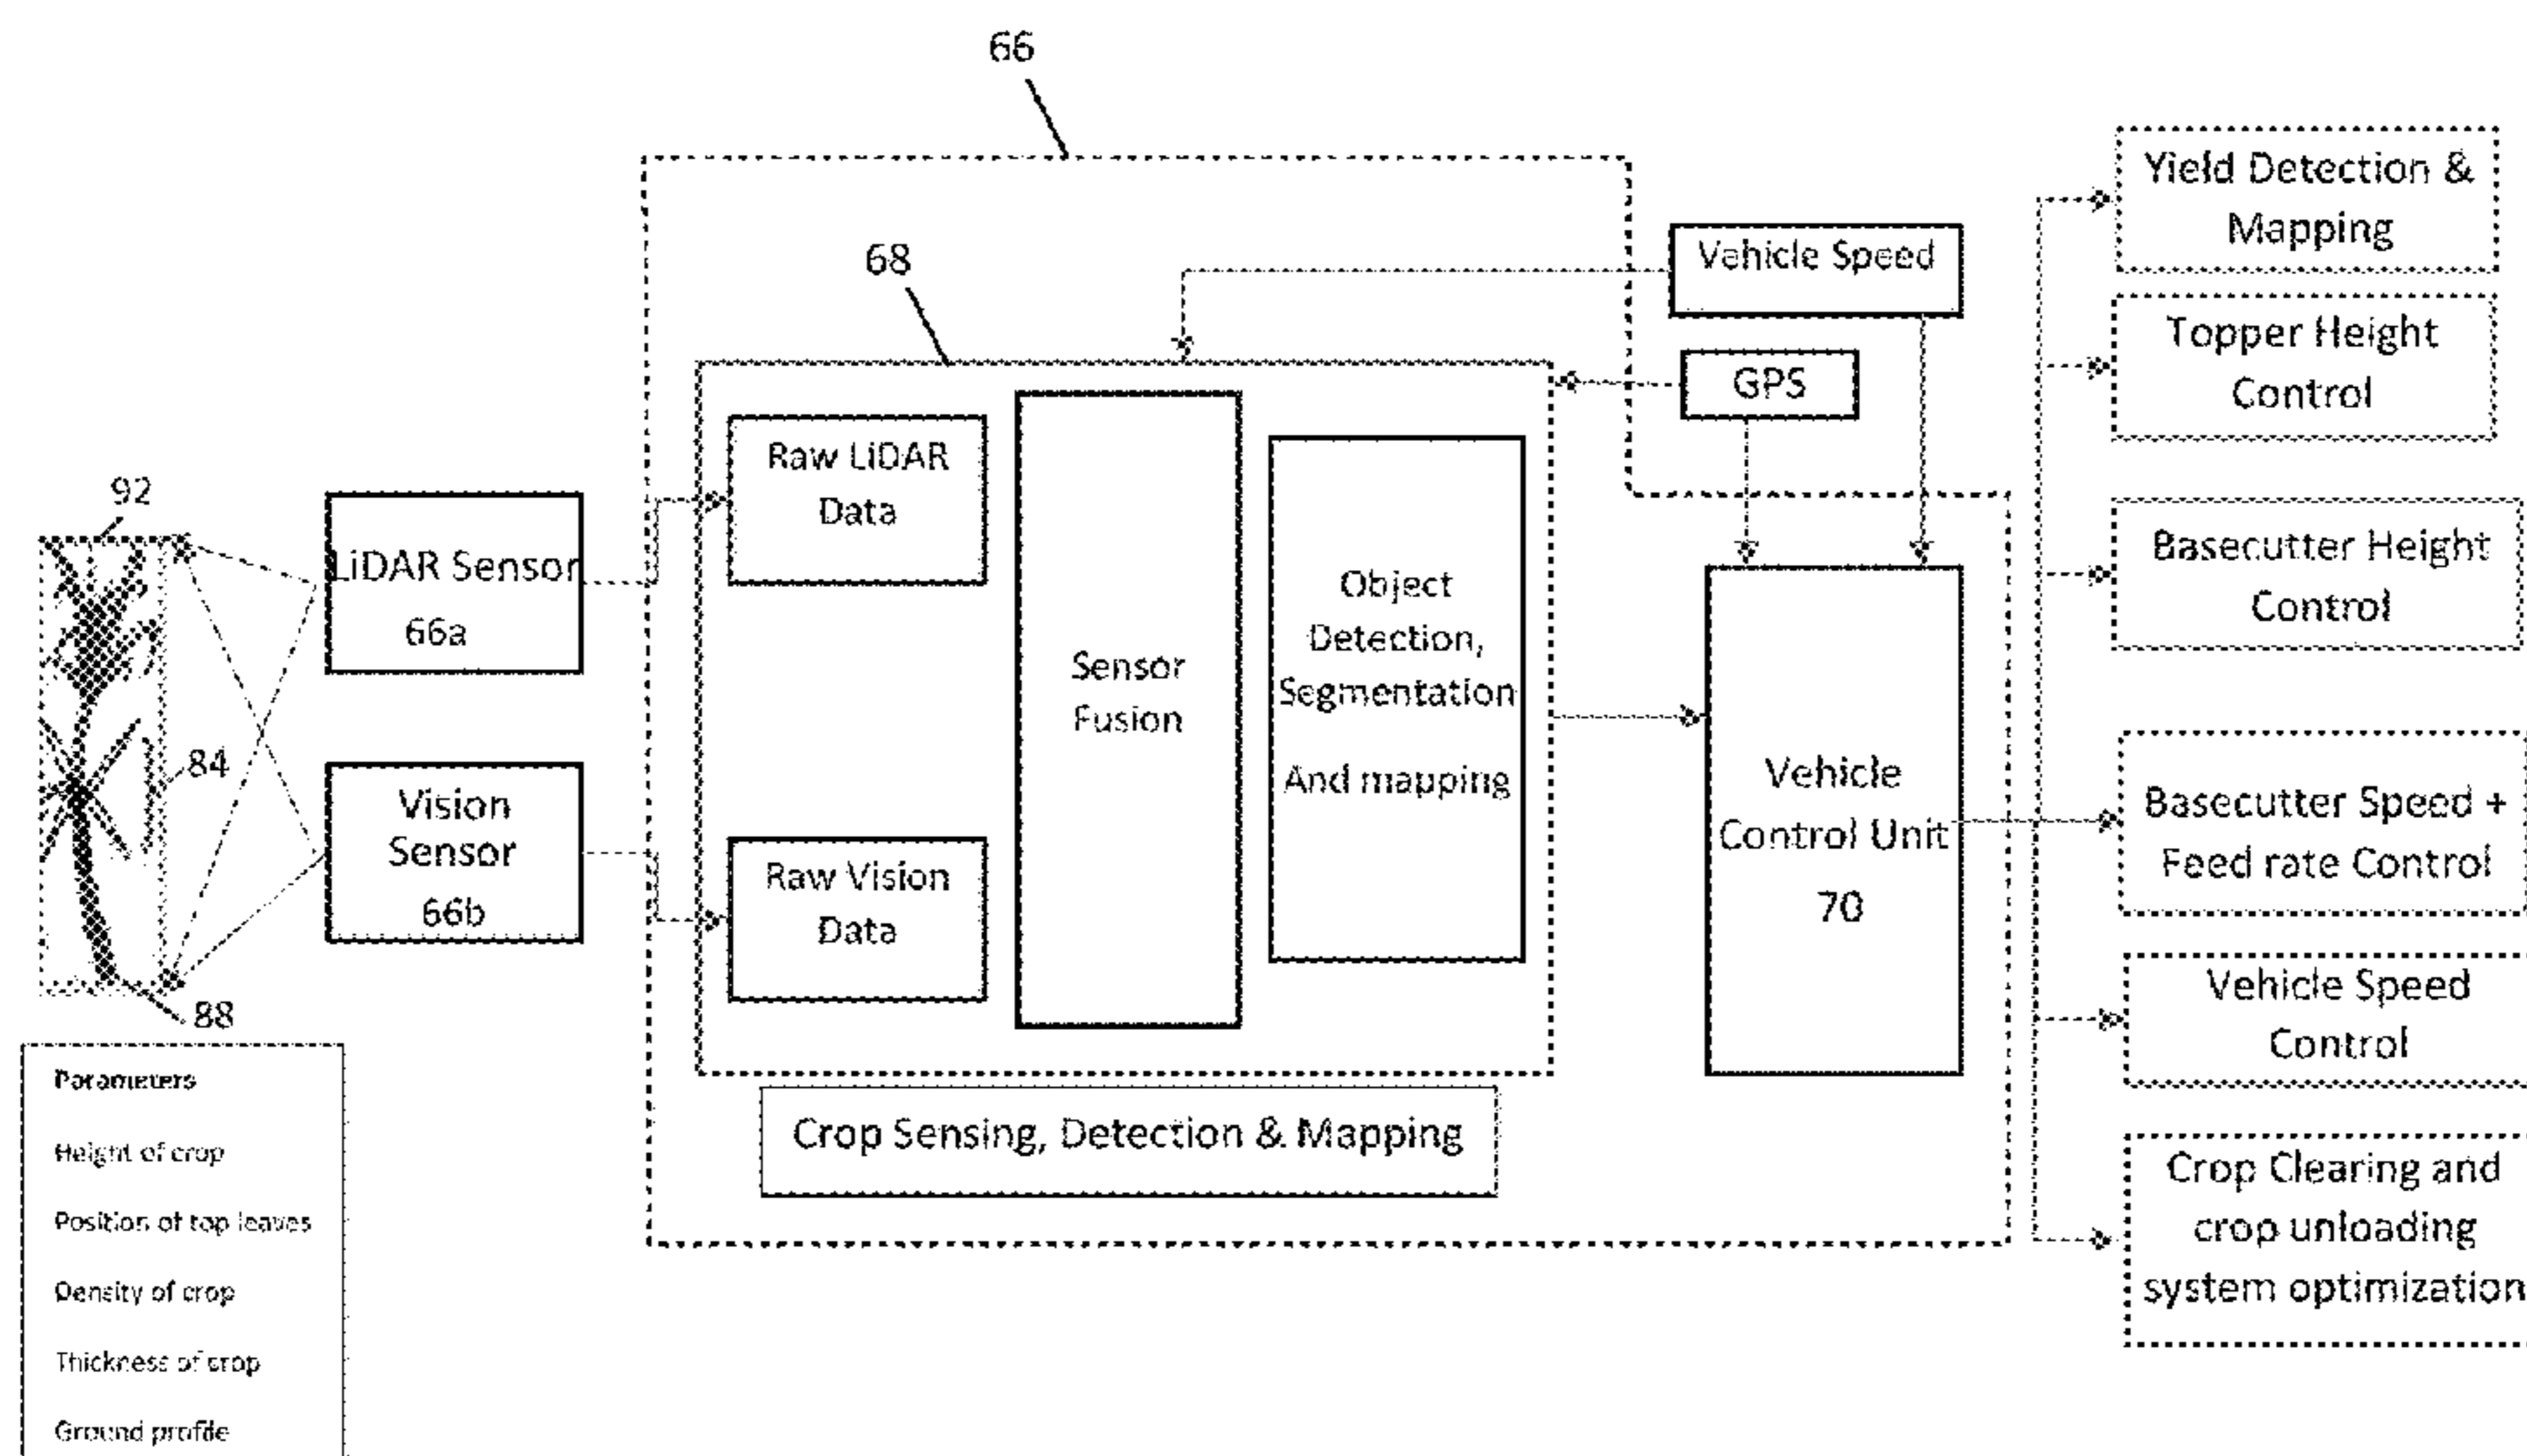 66
68
92
84
88
LiDAR Sensor
66a
Vision
Sensor
66b
Parameters
Height of crop
Position of top leaves
Density of crop
Thickness of crop
Ground profile
Raw LiDAR
Data
Raw Vision
Data
Sensor
Fusion
Object
Detection,
Segmentation
And mapping
Crop Sensing, Detection & Mapping
Vehicle Speed
GPS
Vehicle
Control Unit
70
Yield Detection &
Mapping
Topper Height
Control
Basecutter Height
Control
Basecutter Speed +
Feed rate Control
Vehicle Speed
Control
Crop Clearing and
crop unloading
system optimization